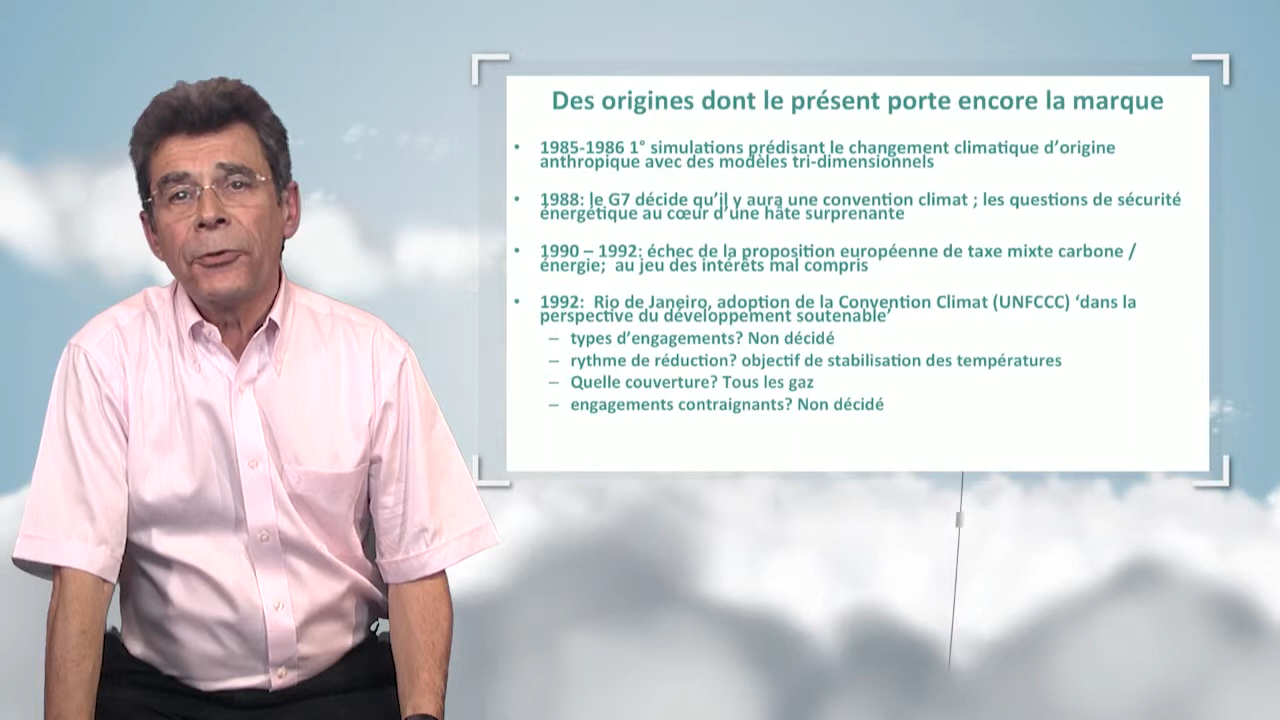 Des origines dont le présent porte encore la marque
• 1985-1986 1° simulations prédisant le changement climatique d'origine
anthropique avec des modèles tri-dimensionnels
• 1988: le G7 décide qu'il y aura une convention climat ; les questions de sécurité
énergétique au cœur d'une hâte surprenante
• 1990 – 1992: échec de la proposition européenne de taxe mixte carbone /
énergie; au jeu des intérêts mal compris
• 1992: Rio de Janeiro, adoption de la Convention Climat (UNFCCC) 'dans la
perspective du développement soutenable'
– types d'engagements? Non décidé
– rythme de réduction? objectif de stabilisation des températures
– Quelle couverture? Tous les gaz
– engagements contraignants? Non décidé